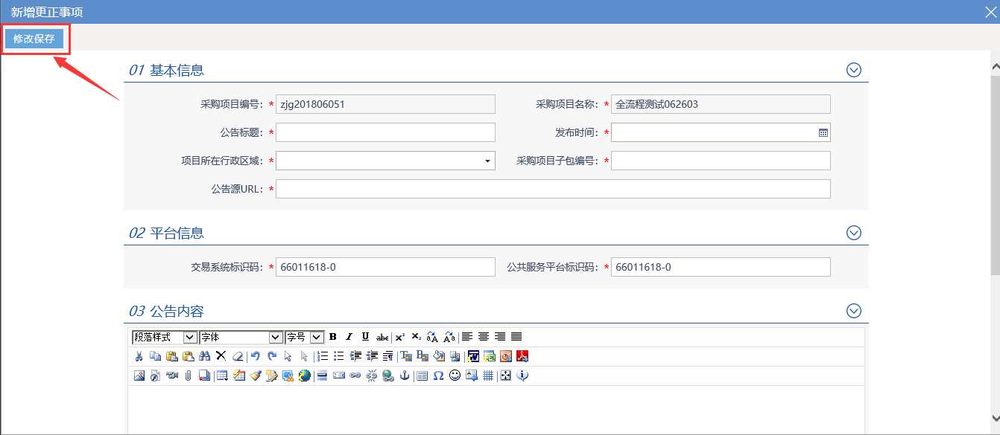 新增更正事项
修改保存
01 基本信息
采购项目编号: * zjg201806051 采购项目名称: * 全流程测试062603
公告标题: * 发布时间: *
项目所在行政区域: * 采购项目子包编号: *
公告源URL: *
02 平台信息
交易系统标识码: * 66011618-0 公共服务平台标识码: * 66011618-0
03 公告内容
段落样式 字体 字号 B I U abc x² x₂ aA Aa